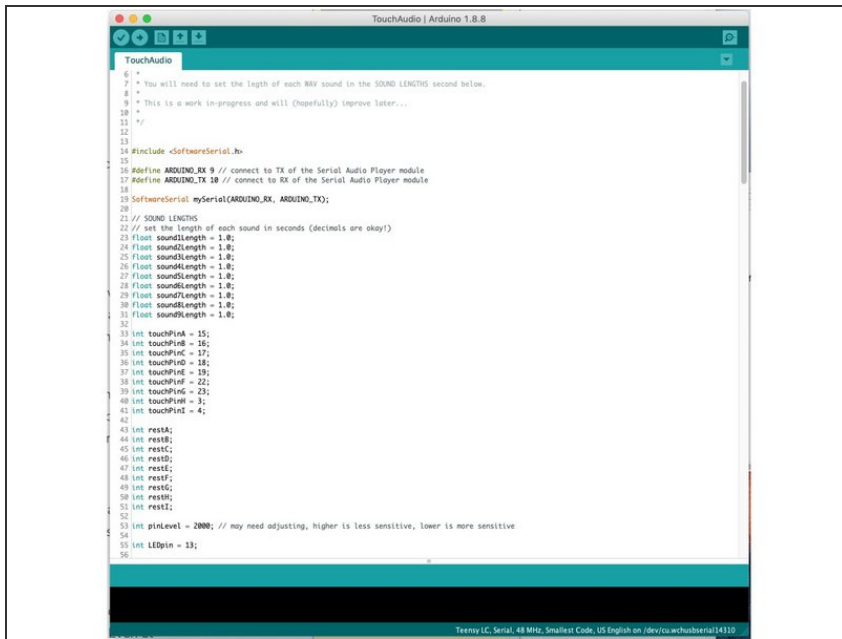 TouchAudio | Arduino 1.8.8
TouchAudio
6 *
7 * You will need to set the legth of each WAV sound in the SOUND LENGTHS second below.
8 *
9 * This is a work in-progress and will (hopefully) improve later...
10 *
11 */
12
13
14 #include <SoftwareSerial.h>
15
16 #define ARDUINO_RX 9 // connect to TX of the Serial Audio Player module
17 #define ARDUINO_TX 10 // connect to RX of the Serial Audio Player module
18
19 SoftwareSerial mySerial(ARDUINO_RX, ARDUINO_TX);
20
21 // SOUND LENGTHS
22 // set the length of each sound in seconds (decimals are okay!)
23 float sound1Length = 1.0;
24 float sound2Length = 1.0;
25 float sound3Length = 1.0;
26 float sound4Length = 1.0;
27 float sound5Length = 1.0;
28 float sound6Length = 1.0;
29 float sound7Length = 1.0;
30 float sound8Length = 1.0;
31 float sound9Length = 1.0;
32
33 int touchPinA = 15;
34 int touchPinB = 16;
35 int touchPinC = 17;
36 int touchPinD = 18;
37 int touchPinE = 19;
38 int touchPinF = 22;
39 int touchPinG = 23;
40 int touchPinH = 3;
41 int touchPinI = 4;
42
43 int restA;
44 int restB;
45 int restC;
46 int restD;
47 int restE;
48 int restF;
49 int restG;
50 int restH;
51 int restI;
52
53 int pinLevel = 2000; // may need adjusting, higher is less sensitive, lower is more sensitive
54
55 int LEDpin = 13;
56
Teensy LC, Serial, 48 MHz, Smallest Code, US English on /dev/cu.wchusbserial14310